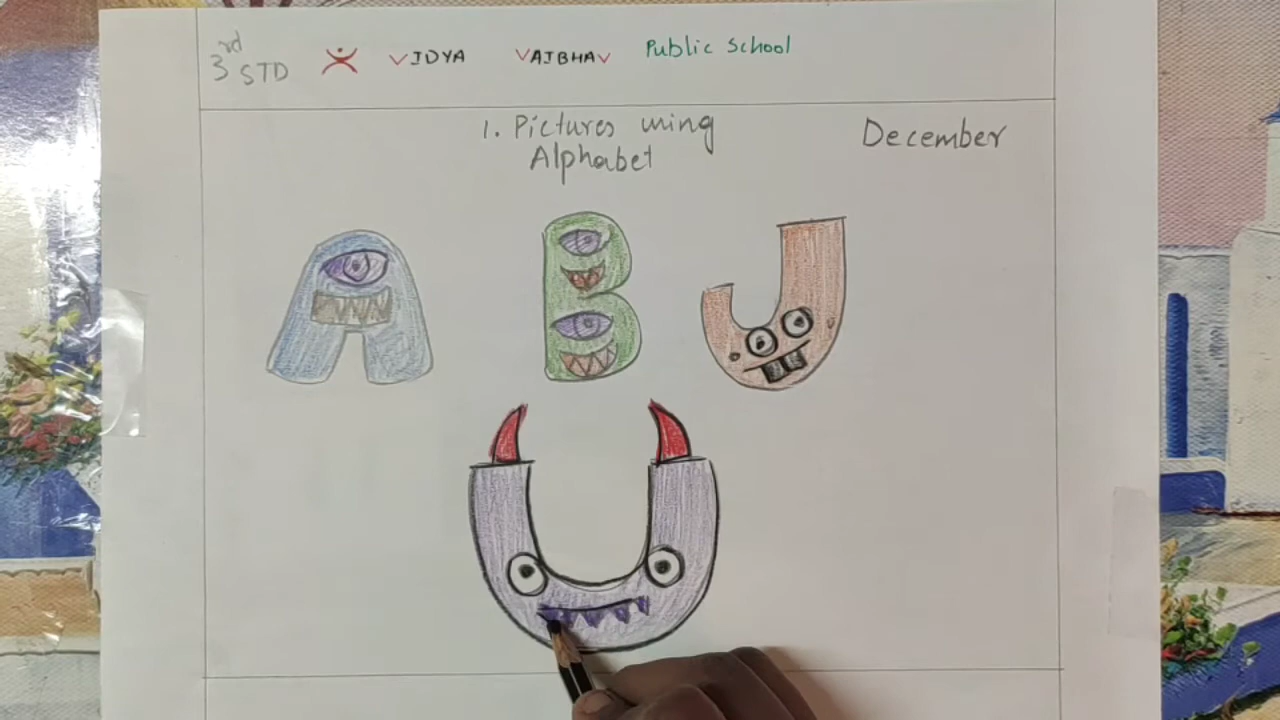 3rd STD VIDYA VAIBHAV Public School
1. Pictures using
Alphabet
December
A B J
U